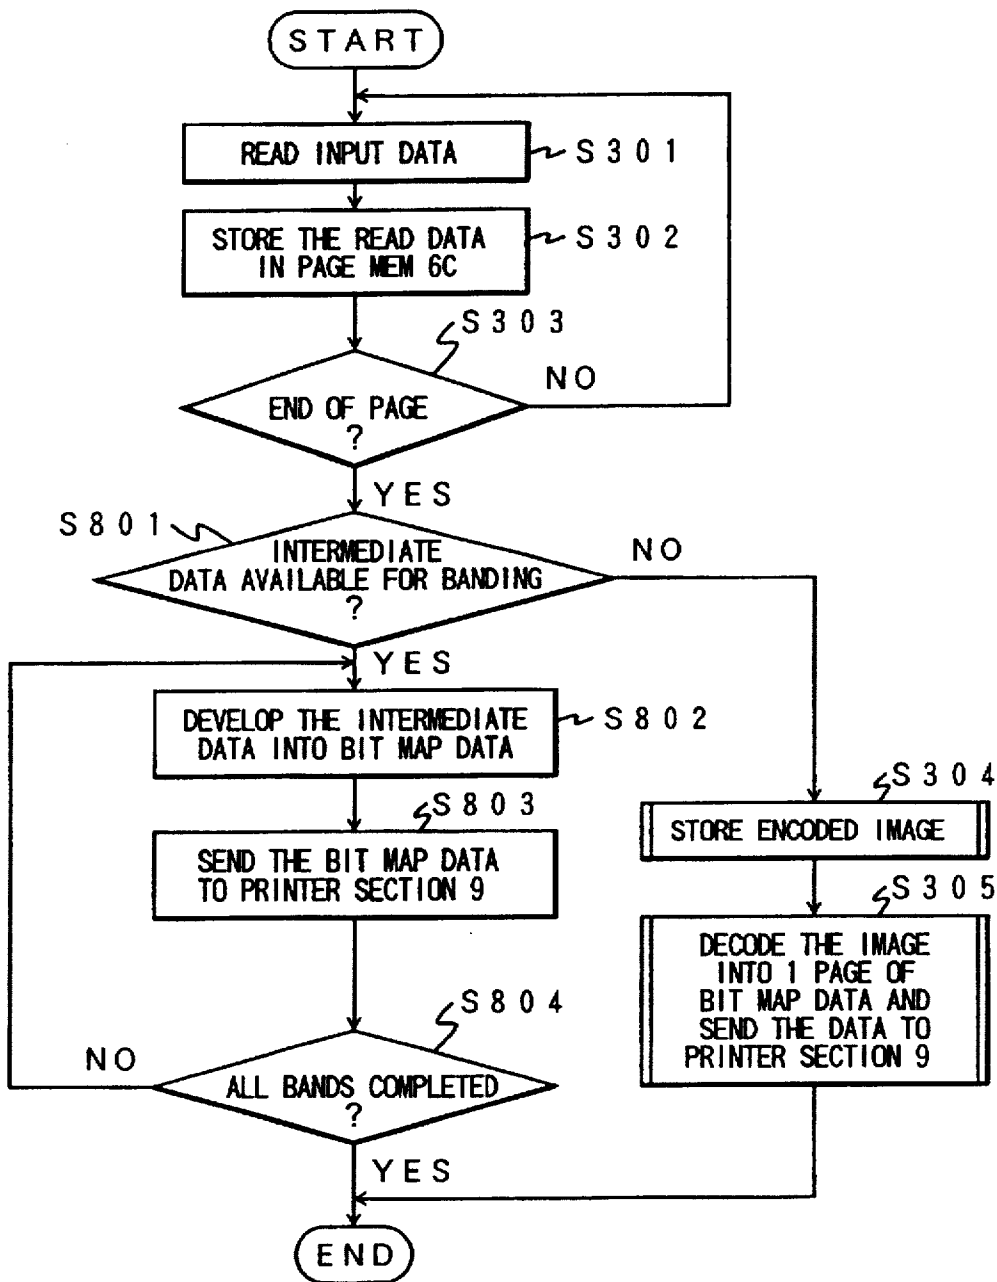 START
READ INPUT DATA
S301
STORE THE READ DATA
IN PAGE MEM 6C
S302
S303
END OF PAGE
?
NO
YES
S801
INTERMEDIATE
DATA AVAILABLE FOR BANDING
?
NO
YES
DEVELOP THE INTERMEDIATE
DATA INTO BIT MAP DATA
S802
S803
SEND THE BIT MAP DATA
TO PRINTER SECTION 9
S304
STORE ENCODED IMAGE
S305
DECODE THE IMAGE
INTO 1 PAGE OF
BIT MAP DATA AND
SEND THE DATA TO
PRINTER SECTION 9
S804
ALL BANDS COMPLETED
?
NO
YES
END